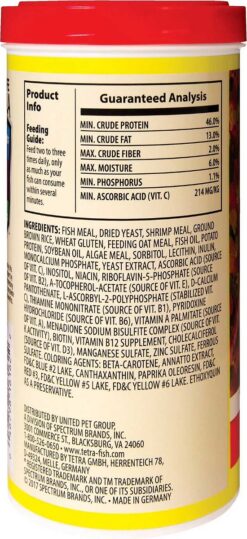 Product
Info
Feeding
Guide:
Feed two to three
times daily, only
as much as your
fish can consume
within several
minutes.
Guaranteed Analysis
MIN. CRUDE PROTEIN 46.0%
MIN. CRUDE FAT 13.0%
MAX. CRUDE FIBER 2.0%
MAX. MOISTURE 6.0%
MIN. PHOSPHORUS 1.1%
MIN. ASCORBIC ACID (VIT. C) 214 MG/KG
INGREDIENTS: FISH MEAL, DRIED YEAST, SHRIMP MEAL, GROUND
BROWN RICE, WHEAT GLUTEN, FEEDING OAT MEAL, FISH OIL, POTATO
PROTEIN, SOYBEAN OIL, ALGAE MEAL, SORBITOL, LECITHIN, INULIN,
MONOCALCIUM PHOSPHATE, YEAST EXTRACT, ASCORBIC ACID (SOURCE
OF VIT. C), INOSITOL, NIACIN, RIBOFLAVIN-5-PHOSPHATE (SOURCE
OF VIT. B2), A-TOCOPHEROL-ACETATE (SOURCE OF VIT. E), D-CALCIUM
PANTOTHENATE, L-ASCORBYL-2-POLYPHOSPHATE (STABILIZED VIT.
C), THIAMINE MONONITRATE (SOURCE OF VIT. B1), PYRIDOXINE
HYDROCHLORIDE (SOURCE OF VIT. B6), VITAMIN A PALMITATE (SOURCE
OF VIT. A), MENADIONE SODIUM BISULFITE COMPLEX (SOURCE OF VIT.
K ACTIVITY), BIOTIN, VITAMIN B12 SUPPLEMENT, CHOLECALCIFEROL
(SOURCE OF VIT. D3), MANGANESE SULFATE, ZINC SULFATE, FERROUS
SULFATE. COLORING AGENTS: BETA-CAROTENE, ANNATTO EXTRACT,
FD&C BLUE #2 LAKE, CANTHAXANTHIN, PAPRIKA OLEORESIN, FD&C
RED #3, FD&C YELLOW #5 LAKE, FD&C YELLOW #6 LAKE. ETHOXYQUIN
AS A PRESERVATIVE.
DISTRIBUTED BY UNITED PET GROUP,
DIVISION OF SPECTRUM BRANDS, INC.
3001 COMMERCE ST., BLACKSBURG, VA 24060
1-800-526-0650 • www.tetra-fish.com
MANUFACTURED BY TETRA GMBH, HERRENTEICH 78,
D-49324, MELLE, GERMANY
®REGISTERED TRADEMARK AND TM TRADEMARK OF
SPECTRUM BRANDS, INC., OR ONE OF ITS SUBSIDIARIES.
© 2017 SPECTRUM BRANDS, INC. • MADE IN GERMANY